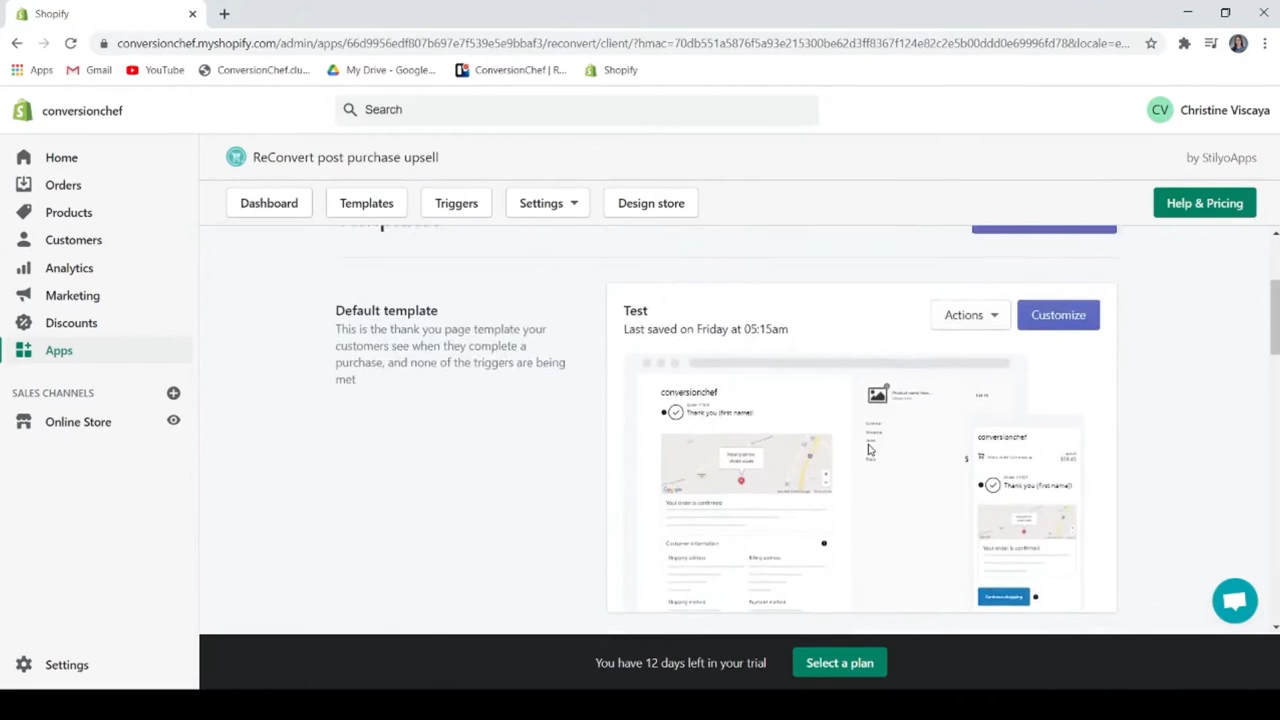 Shopify
conversionchef.myshopify.com/admin/apps/66d9956edf807b697e7f539e5e9bbaf3/reconvert/client/?hmac=70db551a5876f5a93e215300be62d3ff8367f124e82c2e5b00ddd0e69996fd78&locale=e...
Apps Gmail YouTube ConversionChef.clu... My Drive - Google... ConversionChef | R... Shopify
conversionchef
Search
CV Christine Viscaya
Home
Orders
Products
Customers
Analytics
Marketing
Discounts
Apps
SALES CHANNELS
Online Store
Settings
ReConvert post purchase upsell
by StilyoApps
Dashboard Templates Triggers Settings Design store Help & Pricing
Default template
This is the thank you page template your
customers see when they complete a
purchase, and none of the triggers are being
met
Test
Last saved on Friday at 05:15am
Actions Customize
conversionchef
Thank you {first name}!
Google
Your order is confirmed
Customer information
Shipping address Billing address
Shipping method Payment method
Product name
conversionchef
Thank you {first name}!
Your order is confirmed
Continue shopping
You have 12 days left in your trial Select a plan